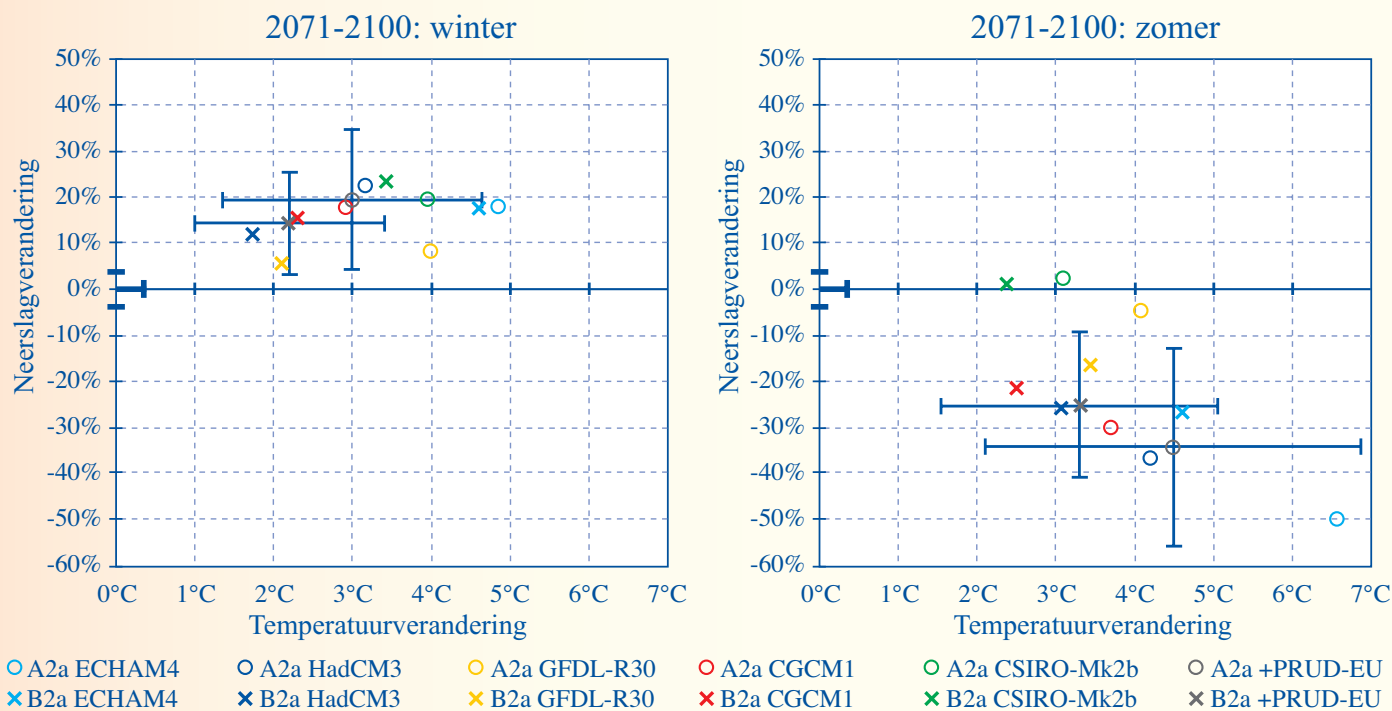 2071-2100: winter
50%
40%
30%
20%
10%
0%
-10%
-20%
-30%
-40%
-50%
-60%
Neerslagverandering
0°C 1°C 2°C 3°C 4°C 5°C 6°C 7°C
Temperatuurverandering
2071-2100: zomer
50%
40%
30%
20%
10%
0%
-10%
-20%
-30%
-40%
-50%
-60%
Neerslagverandering
0°C 1°C 2°C 3°C 4°C 5°C 6°C 7°C
Temperatuurverandering
A2a ECHAM4 A2a HadCM3 A2a GFDL-R30 A2a CGCM1 A2a CSIRO-Mk2b A2a +PRUD-EU
B2a ECHAM4 B2a HadCM3 B2a GFDL-R30 B2a CGCM1 B2a CSIRO-Mk2b B2a +PRUD-EU